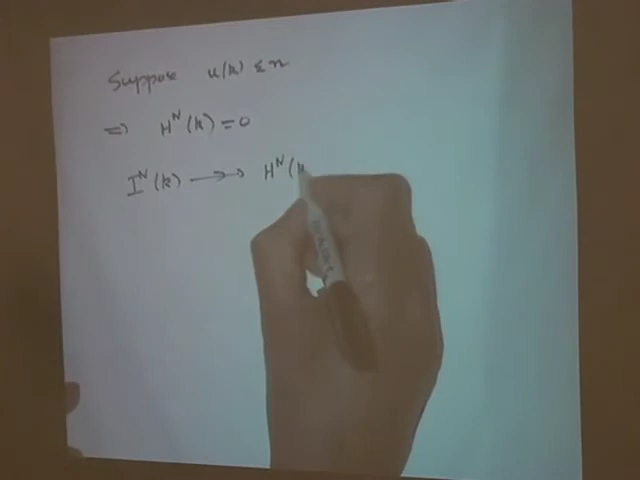 Suppose u(k) ≤ n
⇒ H^N(k) = 0
I^N(k) ↠ H^N(k